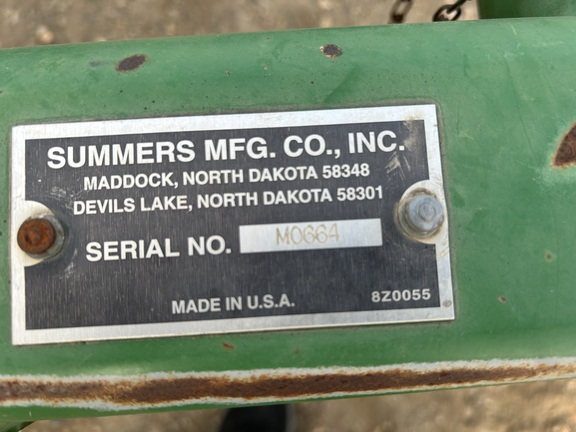 SUMMERS MFG. CO., INC.
MADDOCK, NORTH DAKOTA 58348
DEVILS LAKE, NORTH DAKOTA 58301
SERIAL NO. M0664
MADE IN U.S.A. 8Z0055